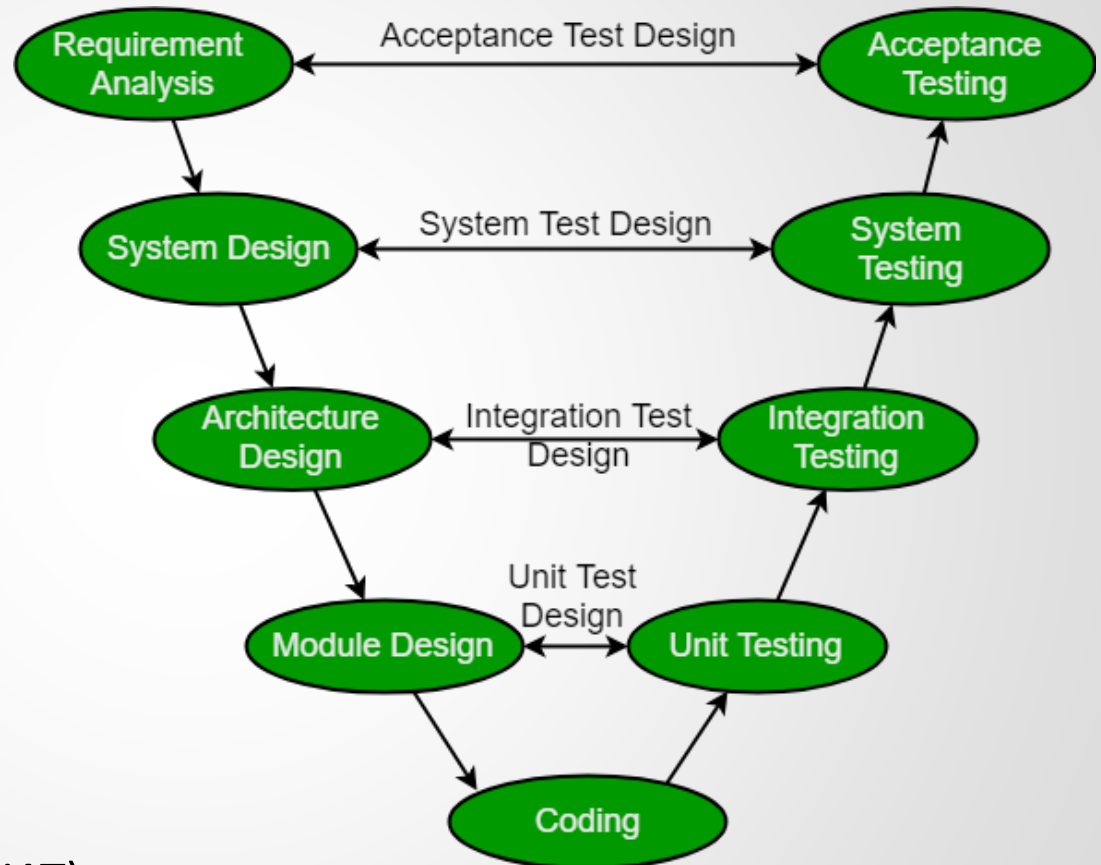 Requirement
Analysis
Acceptance Test Design
Acceptance
Testing
System Design
System Test Design
System
Testing
Architecture
Design
Integration Test
Design
Integration
Testing
Module Design
Unit Test
Design
Unit Testing
Coding